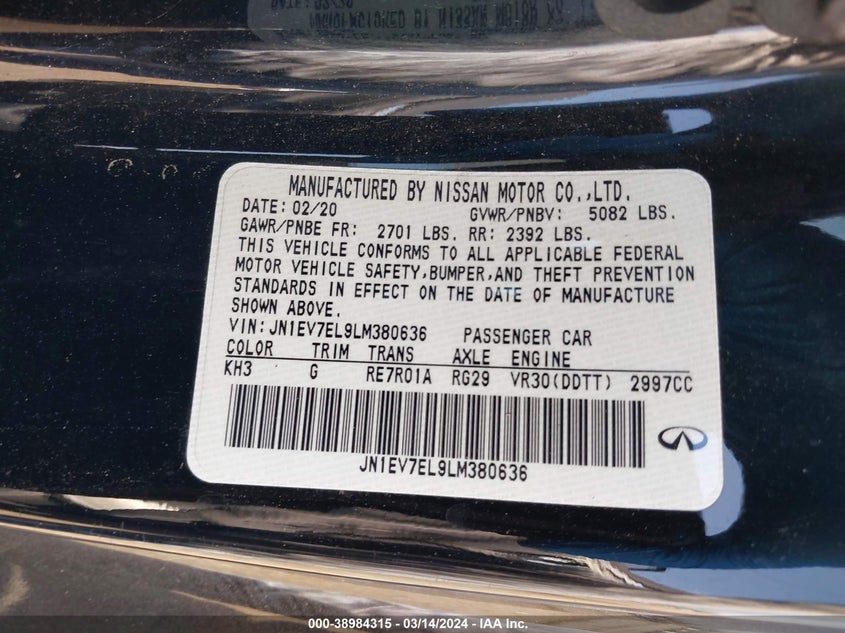 MANUFACTURED BY NISSAN MOTOR CO.,LTD.
DATE: 02/20 GVWR/PNBV: 5082 LBS.
GAWR/PNBE FR: 2701 LBS. RR: 2392 LBS.
THIS VEHICLE CONFORMS TO ALL APPLICABLE FEDERAL
MOTOR VEHICLE SAFETY,BUMPER,AND THEFT PREVENTION
STANDARDS IN EFFECT ON THE DATE OF MANUFACTURE
SHOWN ABOVE.
VIN:JN1EV7EL9LM380636 PASSENGER CAR
COLOR TRIM TRANS AXLE ENGINE
KH3 G RE7R01A RG29 VR30(DDTT) 2997CC
JN1EV7EL9LM380636
000-38984315 - 03/14/2024 - IAA Inc.